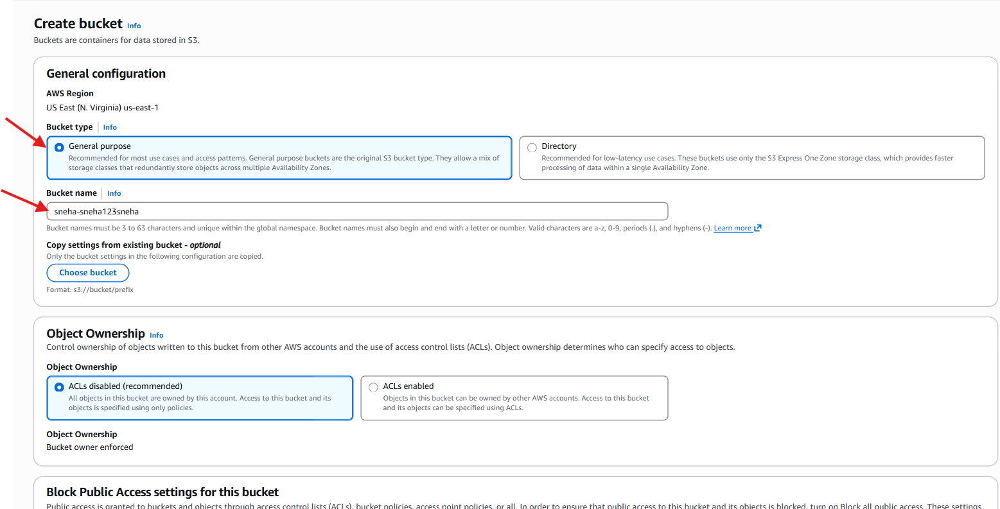 Create bucket Info
Buckets are containers for data stored in S3.
General configuration
AWS Region
US East (N. Virginia) us-east-1
Bucket type Info
General purpose
Recommended for most use cases and access patterns. General purpose buckets are the original S3 bucket type. They allow a mix of
storage classes that redundantly store objects across multiple Availability Zones.
Directory
Recommended for low-latency use cases. These buckets use only the S3 Express One Zone storage class, which provides faster
processing of data within a single Availability Zone.
Bucket name Info
sneha-sneha123sneha
Bucket names must be 3 to 63 characters and unique within the global namespace. Bucket names must also begin and end with a letter or number. Valid characters are a-z, 0-9, periods (.), and hyphens (-). Learn more
Copy settings from existing bucket - optional
Only the bucket settings in the following configuration are copied.
Choose bucket
Format: s3://bucket/prefix
Object Ownership Info
Control ownership of objects written to this bucket from other AWS accounts and the use of access control lists (ACLs). Object ownership determines who can specify access to objects.
Object Ownership
ACLs disabled (recommended)
All objects in this bucket are owned by this account. Access to this bucket and its
objects is specified using only policies.
ACLs enabled
Objects in this bucket can be owned by other AWS accounts. Access to this bucket
and its objects can be specified using ACLs.
Object Ownership
Bucket owner enforced
Block Public Access settings for this bucket
Public access is granted to buckets and objects through access control lists (ACLs), bucket policies, access point policies, or all. In order to ensure that public access to this bucket and its objects is blocked, turn on Block all public access. These settings